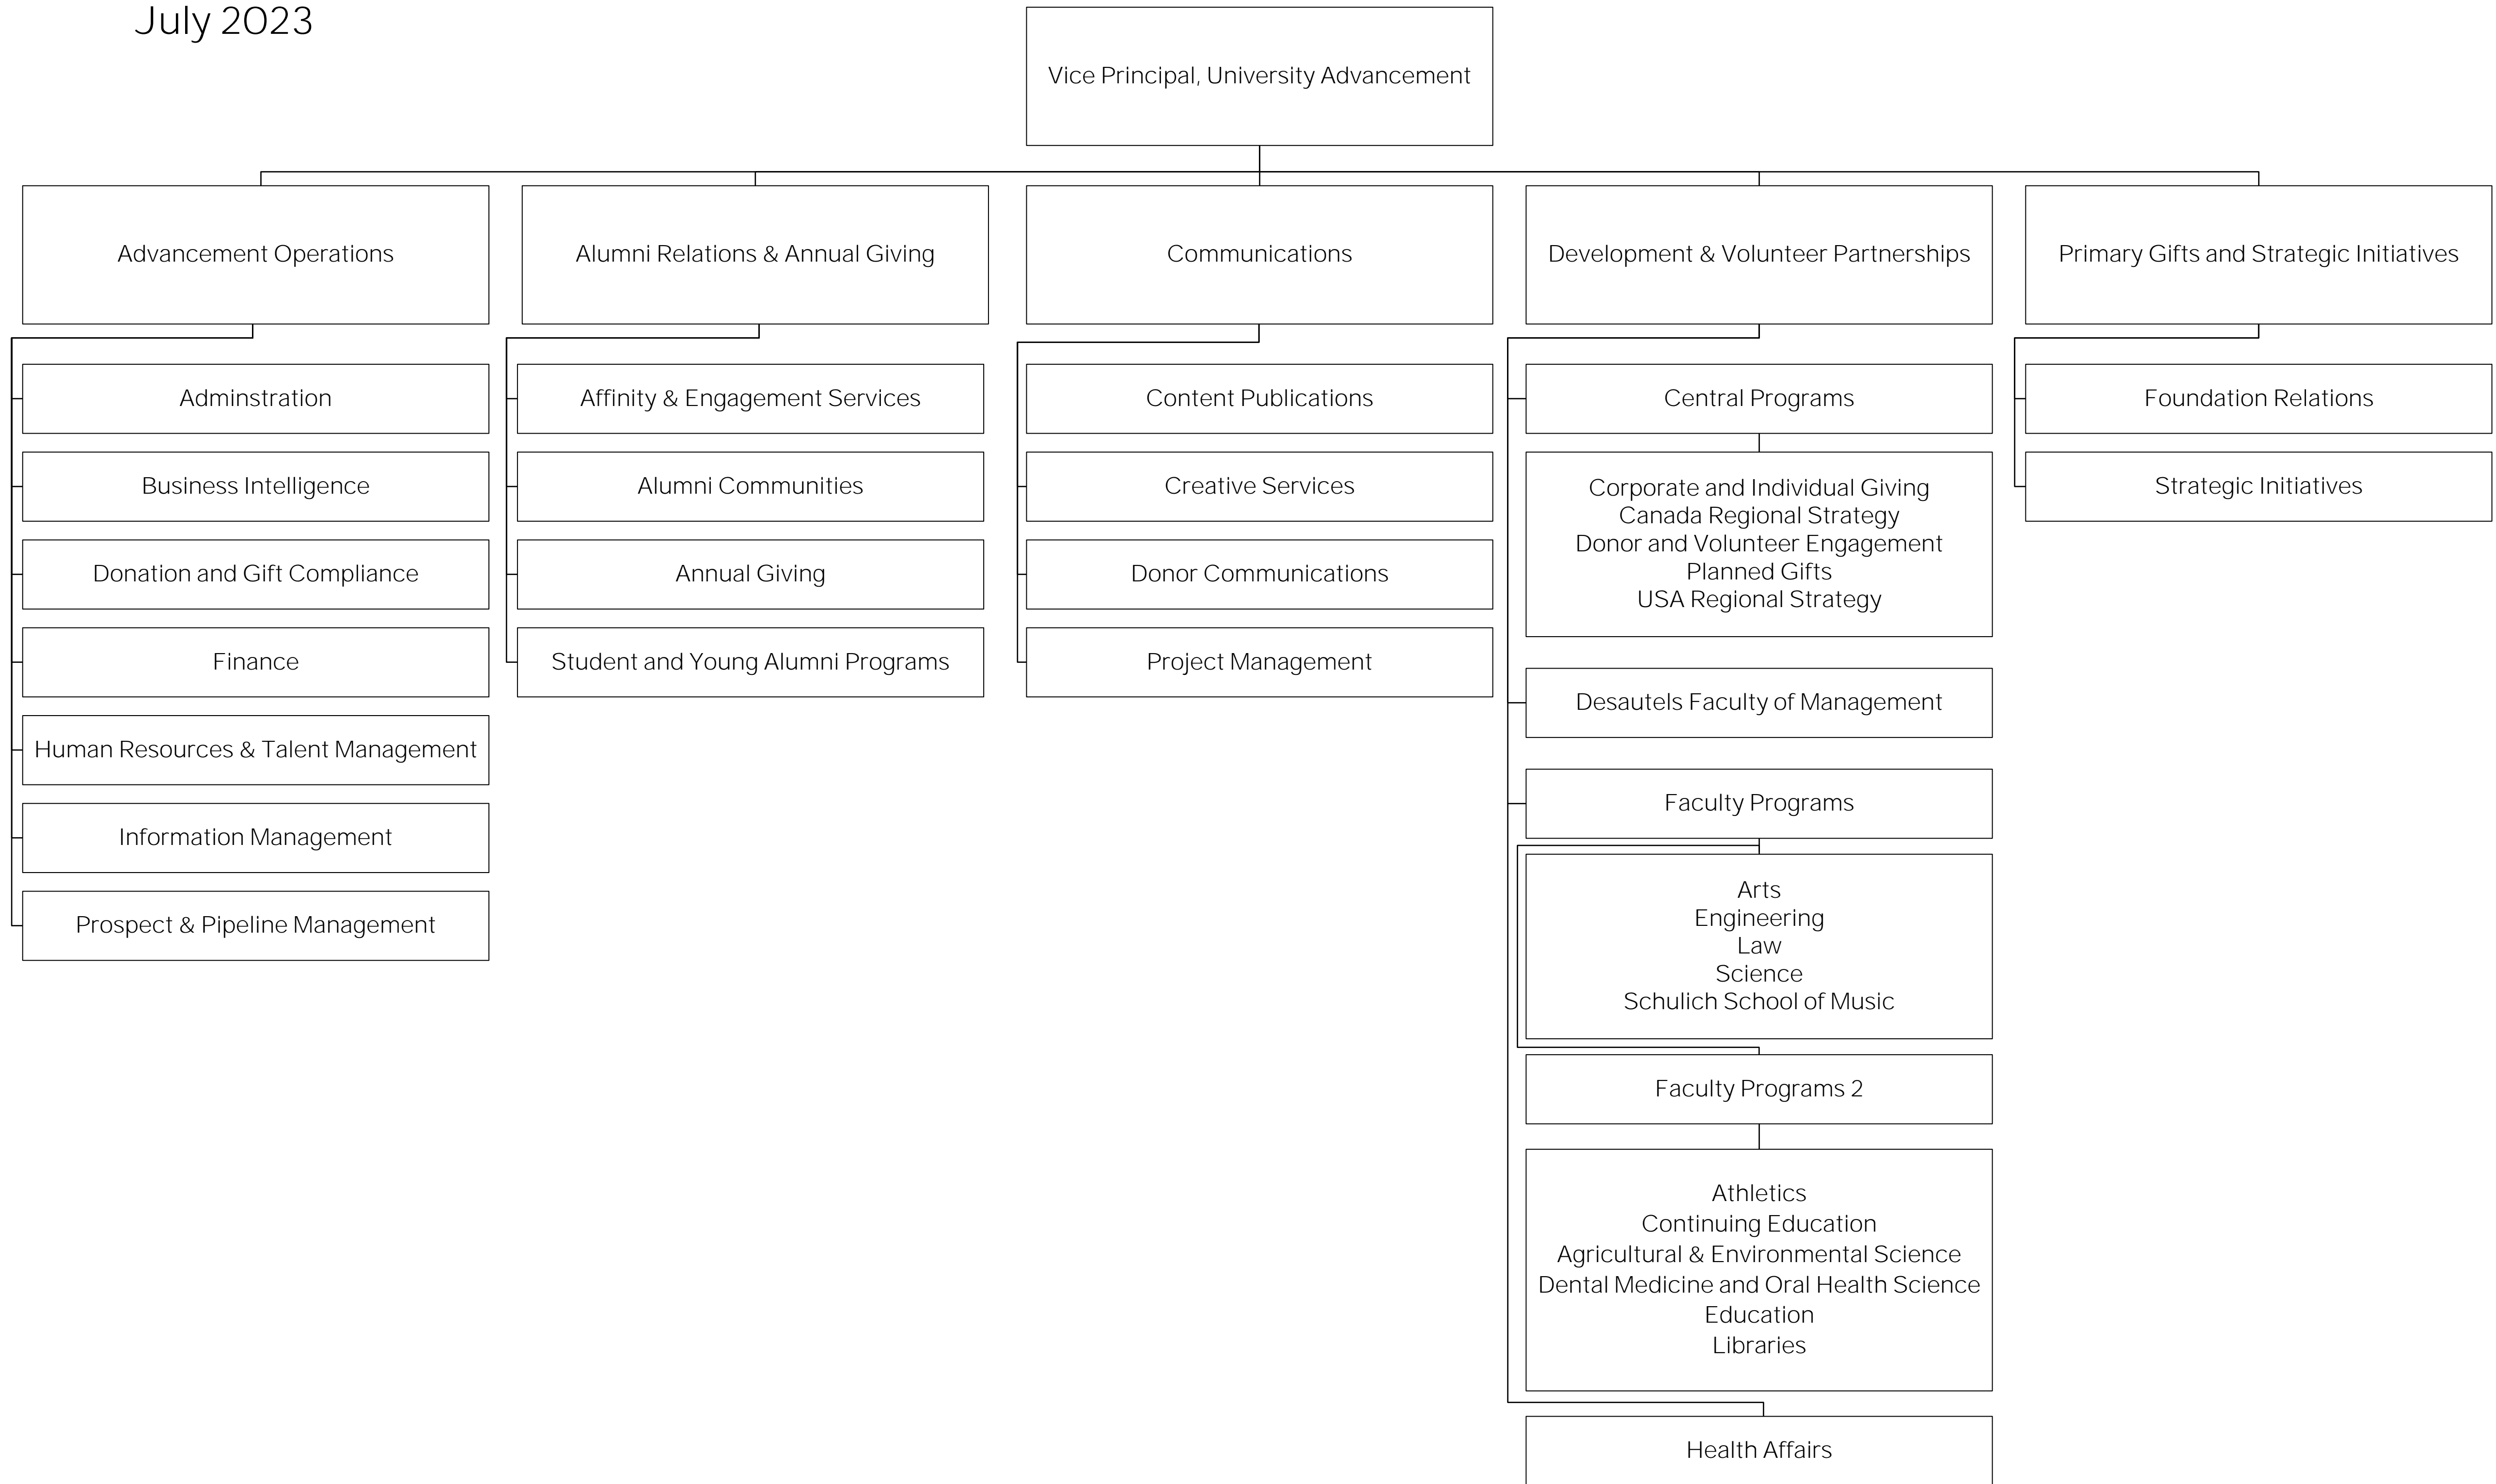 July 2023
Vice Principal, University Advancement
Advancement Operations
Alumni Relations & Annual Giving
Communications
Development & Volunteer Partnerships
Primary Gifts and Strategic Initiatives
Adminstration
Business Intelligence
Donation and Gift Compliance
Finance
Human Resources & Talent Management
Information Management
Prospect & Pipeline Management
Affinity & Engagement Services
Alumni Communities
Annual Giving
Student and Young Alumni Programs
Content Publications
Creative Services
Donor Communications
Project Management
Central Programs
Corporate and Individual Giving
Canada Regional Strategy
Donor and Volunteer Engagement
Planned Gifts
USA Regional Strategy
Desautels Faculty of Management
Faculty Programs
Arts
Engineering
Law
Science
Schulich School of Music
Faculty Programs 2
Athletics
Continuing Education
Agricultural & Environmental Science
Dental Medicine and Oral Health Science
Education
Libraries
Health Affairs
Foundation Relations
Strategic Initiatives